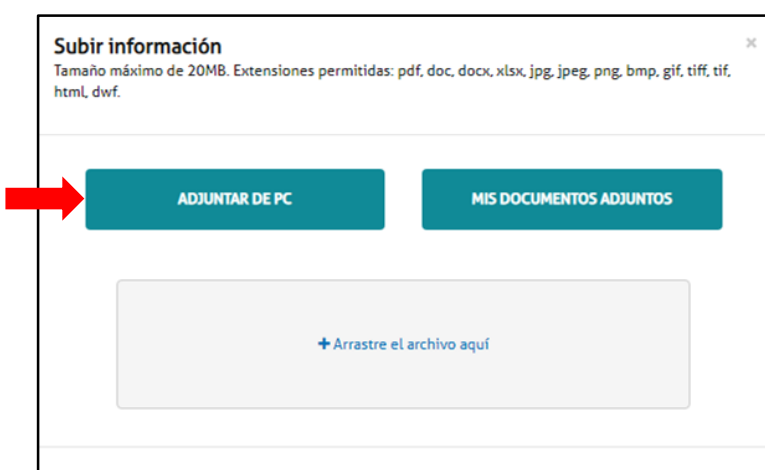 Subir información
×
Tamaño máximo de 20MB. Extensiones permitidas: pdf, doc, docx, xlsx, jpg, jpeg, png, bmp, gif, tiff, tif,
html, dwf.
ADJUNTAR DE PC
MIS DOCUMENTOS ADJUNTOS
+ Arrastre el archivo aquí